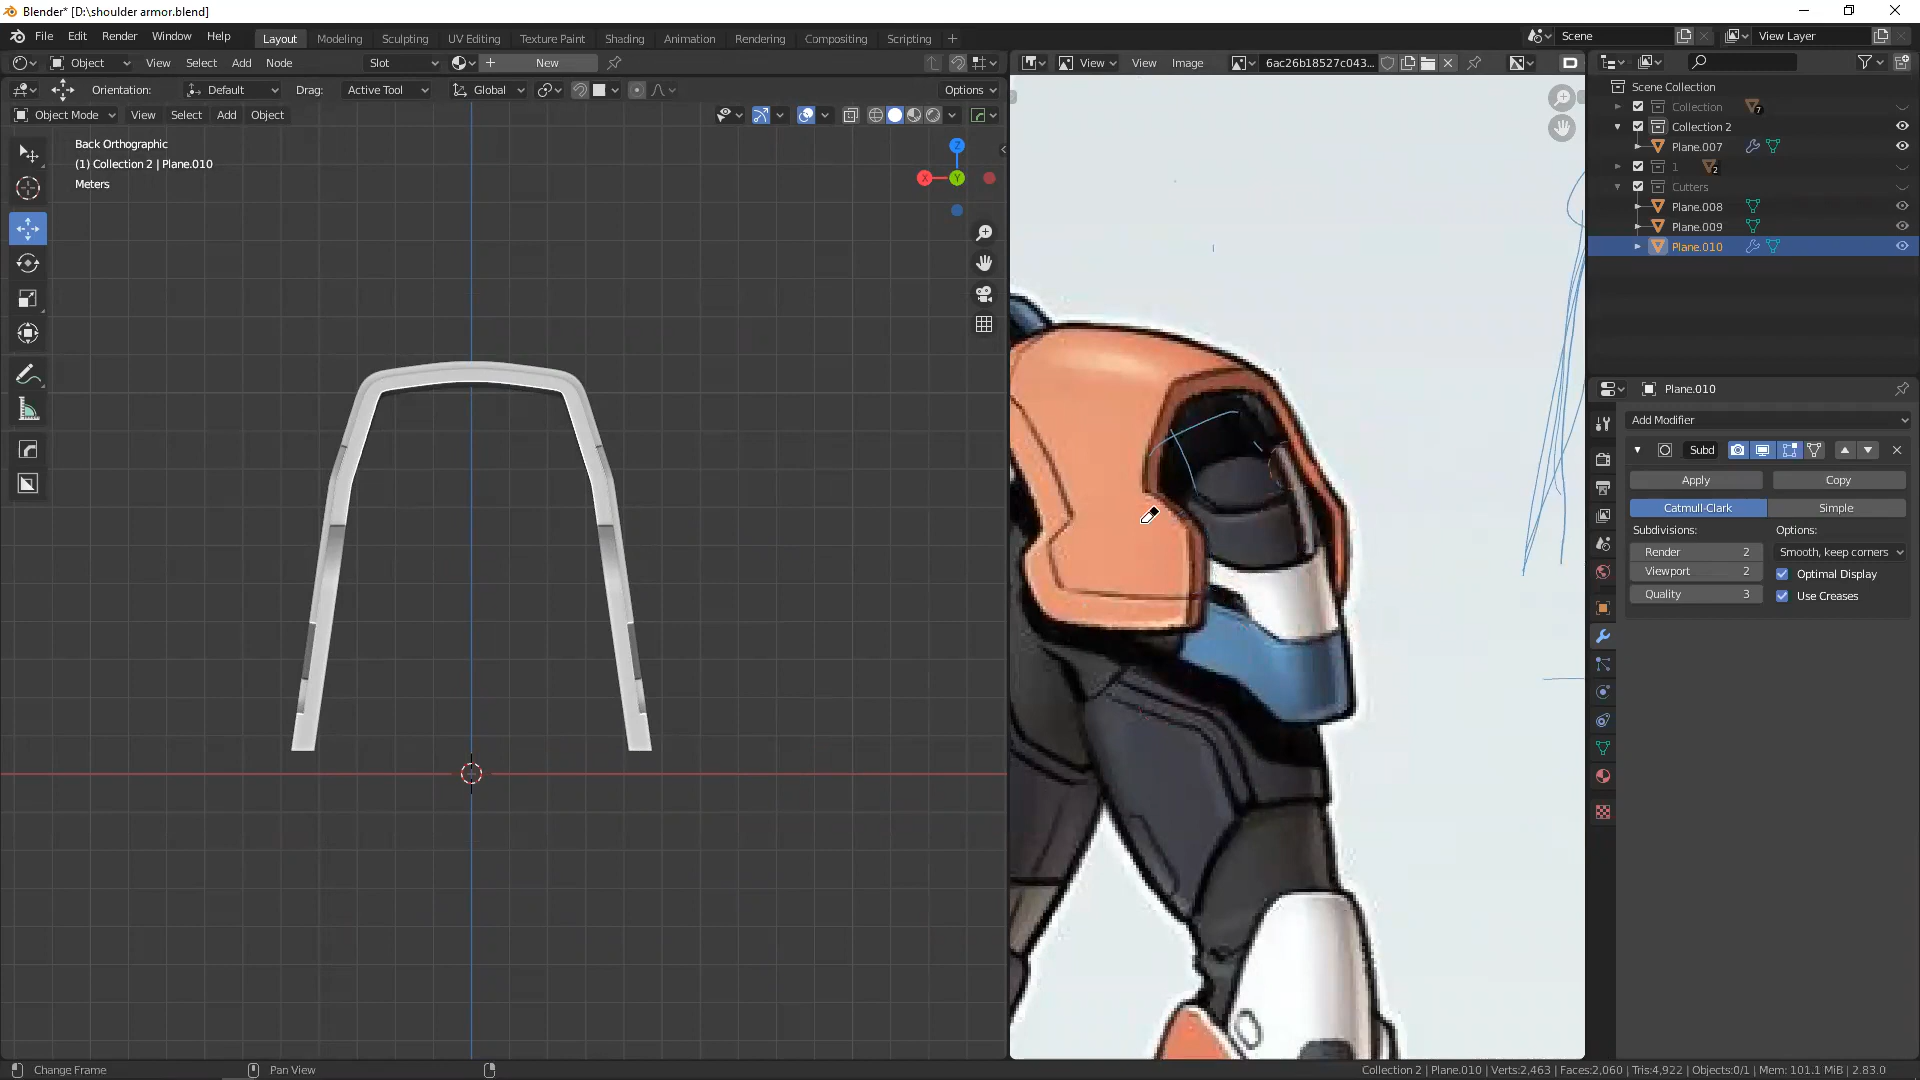 Blender* [D:\shoulder armor.blend]
File Edit Render Window Help
Layout Modeling Sculpting UV Editing Texture Paint Shading Animation Rendering Compositing Scripting
Scene View Layer
Object View Select Add Node Slot New
View View Image 6ac26b18527c043...
Orientation: Default Drag: Active Tool Global Options
Object Mode View Select Add Object
Back Orthographic
(1) Collection 2 | Plane.010
Meters
Z
X Y
Scene Collection
Collection 7
Collection 2
Plane.007
1 2
Cutters
Plane.008
Plane.009
Plane.010
Plane.010
Add Modifier
Subd
Apply Copy
Catmull-Clark Simple
Subdivisions: Options:
Render 2 Smooth, keep corners
Viewport 2 Optimal Display
Quality 3 Use Creases
Change Frame Pan View
Collection 2 | Plane.010 | Verts:2,463 | Faces:2,060 | Tris:4,922 | Objects:0/1 | Mem: 101.1 MiB | 2.83.0